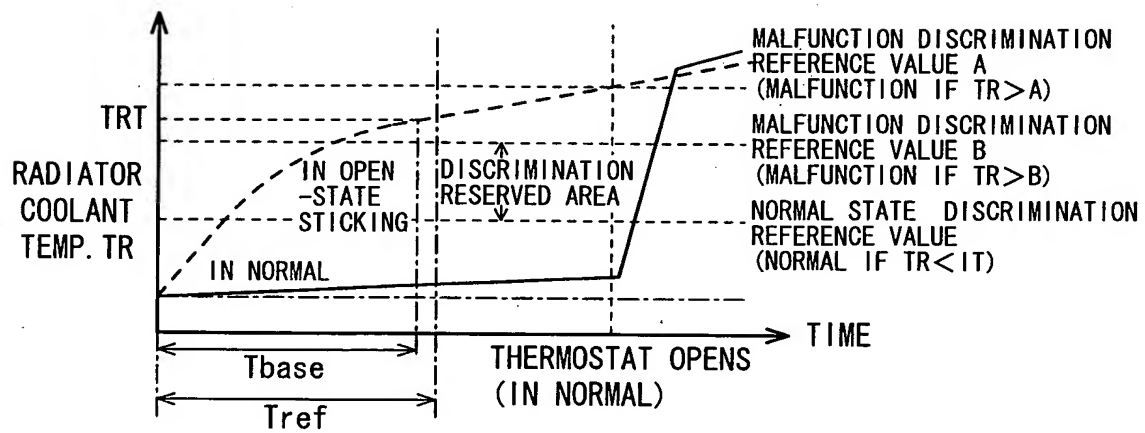 MALFUNCTION DISCRIMINATION
REFERENCE VALUE A
(MALFUNCTION IF TR>A)
TRT
MALFUNCTION DISCRIMINATION
REFERENCE VALUE B
(MALFUNCTION IF TR>B)
RADIATOR
COOLANT
TEMP. TR
IN OPEN
-STATE
STICKING
DISCRIMINATION
RESERVED AREA
NORMAL STATE DISCRIMINATION
REFERENCE VALUE
(NORMAL IF TR<IT)
IN NORMAL
TIME
Tbase
THERMOSTAT OPENS
(IN NORMAL)
Tref